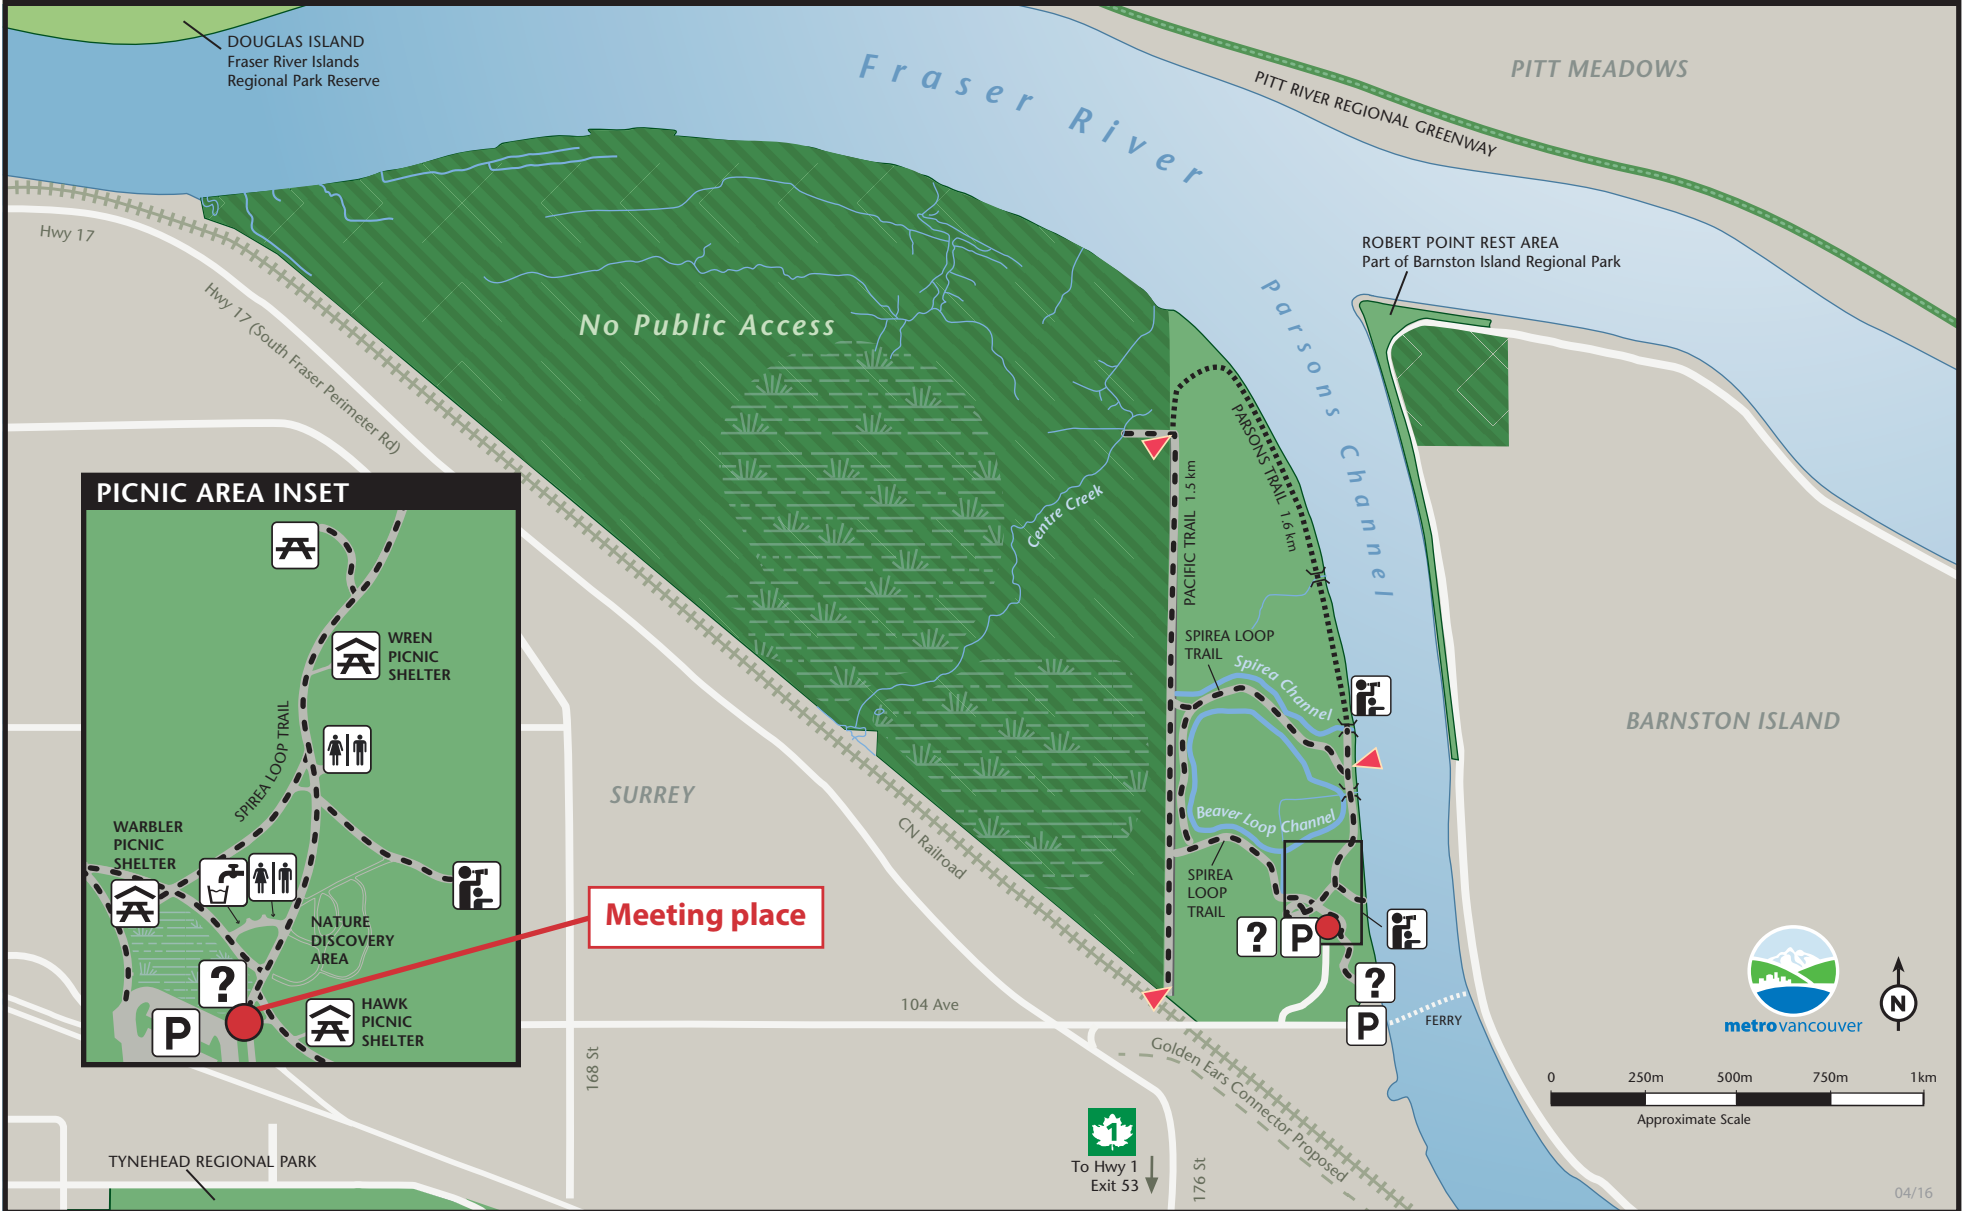 DOUGLAS ISLAND
Fraser River Islands
Regional Park Reserve
Fraser River
PITT MEADOWS
PITT RIVER REGIONAL GREENWAY
Hwy 17
Hwy 17 (South Fraser Perimeter Rd)
ROBERT POINT REST AREA
Part of Barnston Island Regional Park
Parsons Channel
No Public Access
PARSONS TRAIL 1.6 km
PACIFIC TRAIL 1.5 km
Centre Creek
SPIREA LOOP
TRAIL
Spirea Channel
Beaver Loop Channel
SPIREA
LOOP
TRAIL
BARNSTON ISLAND
SURREY
CN Railroad
PICNIC AREA INSET
WREN
PICNIC
SHELTER
SPIREA LOOP TRAIL
WARBLER
PICNIC
SHELTER
NATURE
DISCOVERY
AREA
?
P
HAWK
PICNIC
SHELTER
Meeting place
?
P
?
P
FERRY
104 Ave
168 St
Golden Ears Connector Proposed
1
To Hwy 1
Exit 53
176 St
TYNEHEAD REGIONAL PARK
metrovancouver
N
0 250m 500m 750m 1km
Approximate Scale
04/16